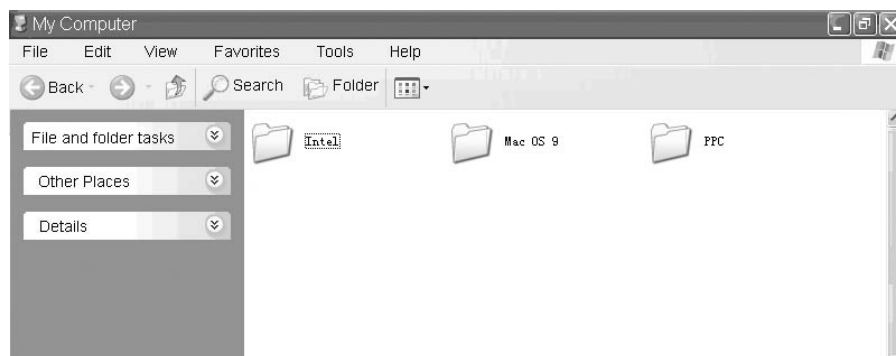 My Computer
File Edit View Favorites Tools Help
Back Search Folder
File and folder tasks
Other Places
Details
Intel Mac OS 9 PPC